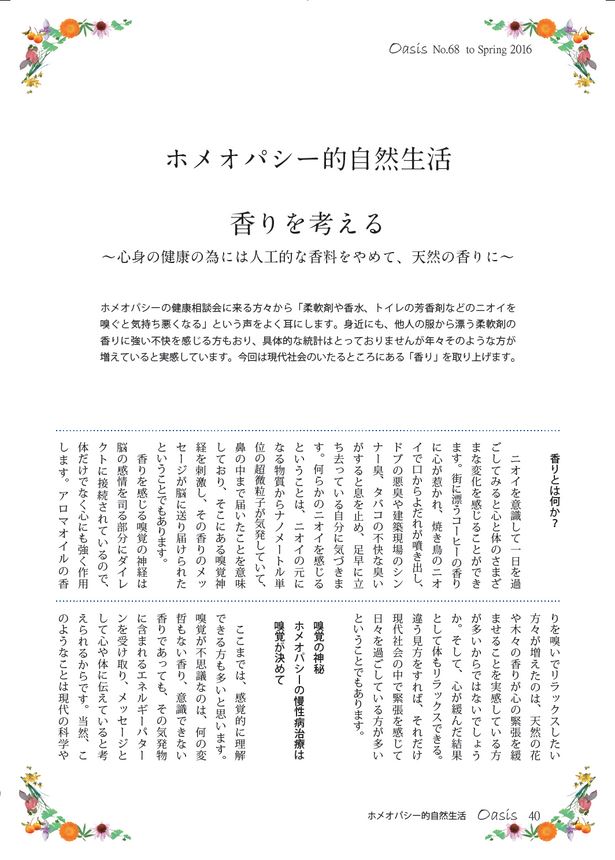 Oasis No.68 to Spring 2016
ホメオパシー的自然生活
香りを考える
～心身の健康の為には人工的な香料をやめて、天然の香りに～
ホメオパシーの健康相談会に来る方々から「柔軟剤や香水、トイレの芳香剤などのニオイを
嗅ぐと気持ち悪くなる」という声をよく耳にします。身近にも、他人の服から漂う柔軟剤の
香りに強い不快を感じる方もおり、具体的な統計はとっておりませんが年々そのような方が
増えていると実感しています。今回は現代社会のいたるところにある「香り」を取り上げます。
香りとは何か？
ニオイを意識して一日を過
ごしてみると心と体のさまざ
まな変化を感じることができ
ます。街に漂うコーヒーの香り
に心が惹かれ、焼き鳥のニオ
イで口からよだれが噴き出し、
ドブの悪臭や建築現場のシン
ナー臭、タバコの不快な臭い
がすると息を止め、足早に立
ち去っている自分に気づきま
す。何らかのニオイを感じる
ということは、ニオイの元に
なる物質からナノメートル単
位の超微粒子が気発していて、
鼻の中まで届いたことを意味
しており、そこにある嗅覚神
経を刺激し、その香りのメッ
セージが脳に送り届けられた
ということでもあります。
香りを感じる嗅覚の神経は
脳の感情を司る部分にダイレ
クトに接続されているので、
体だけでなく心にも強く作用
します。アロマオイルの香
りを嗅いでリラックスしたい
方々が増えたのは、天然の花
や木々の香りが心の緊張を緩
ませることを実感している方
が多いからではないでしょう
か。そして、心が緩んだ結果
として体もリラックスできる。
違う見方をすれば、それだけ
現代社会の中で緊張を感じて
日々を過ごしている方が多い
ということでもあります。
嗅覚の神秘
ホメオパシーの慢性病治療は
嗅覚が決めて
ここまでは、感覚的に理解
できる方も多いと思います。
嗅覚が不思議なのは、何の変
哲もない香り、意識できない
香りであっても、その気発物
に含まれるエネルギーパター
ンを受け取り、メッセージと
して心や体に伝えていると考
えられるからです。当然、こ
のようなことは現代の科学や
ホメオパシー的自然生活 Oasis 40